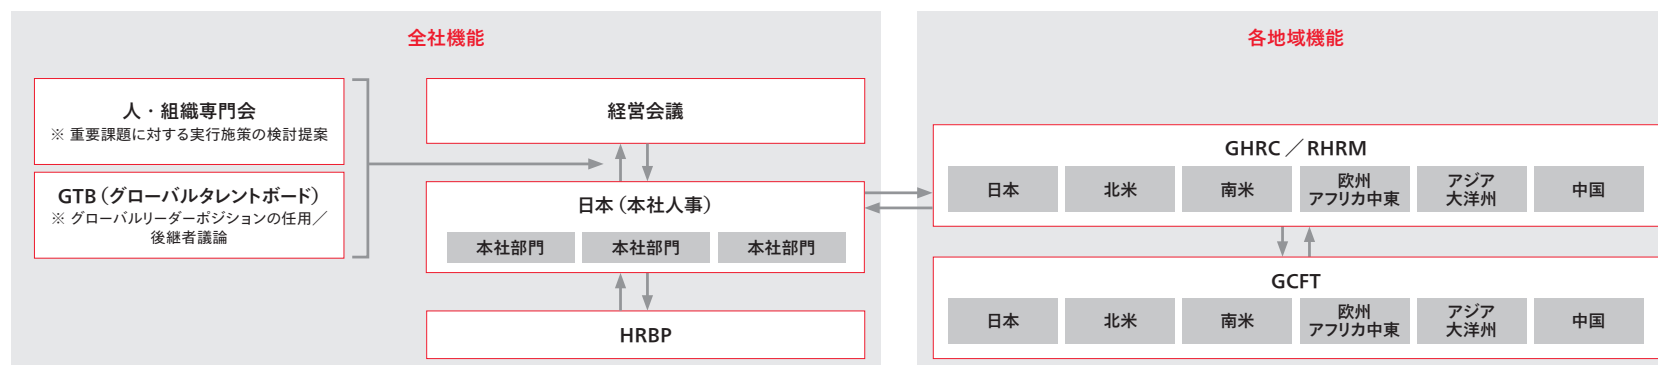 全社機能
人・組織専門会
※ 重要課題に対する実行施策の検討提案
GTB（グローバルタレントボード）
※ グローバルリーダーポジションの任用／
後継者議論
経営会議
日本（本社人事）
本社部門 本社部門 本社部門
HRBP
各地域機能
GHRC ／ RHRM
日本 北米 南米 欧州 アジア 中国
アフリカ中東 大洋州
GCFT
日本 北米 南米 欧州 アジア 中国
アフリカ中東 大洋州